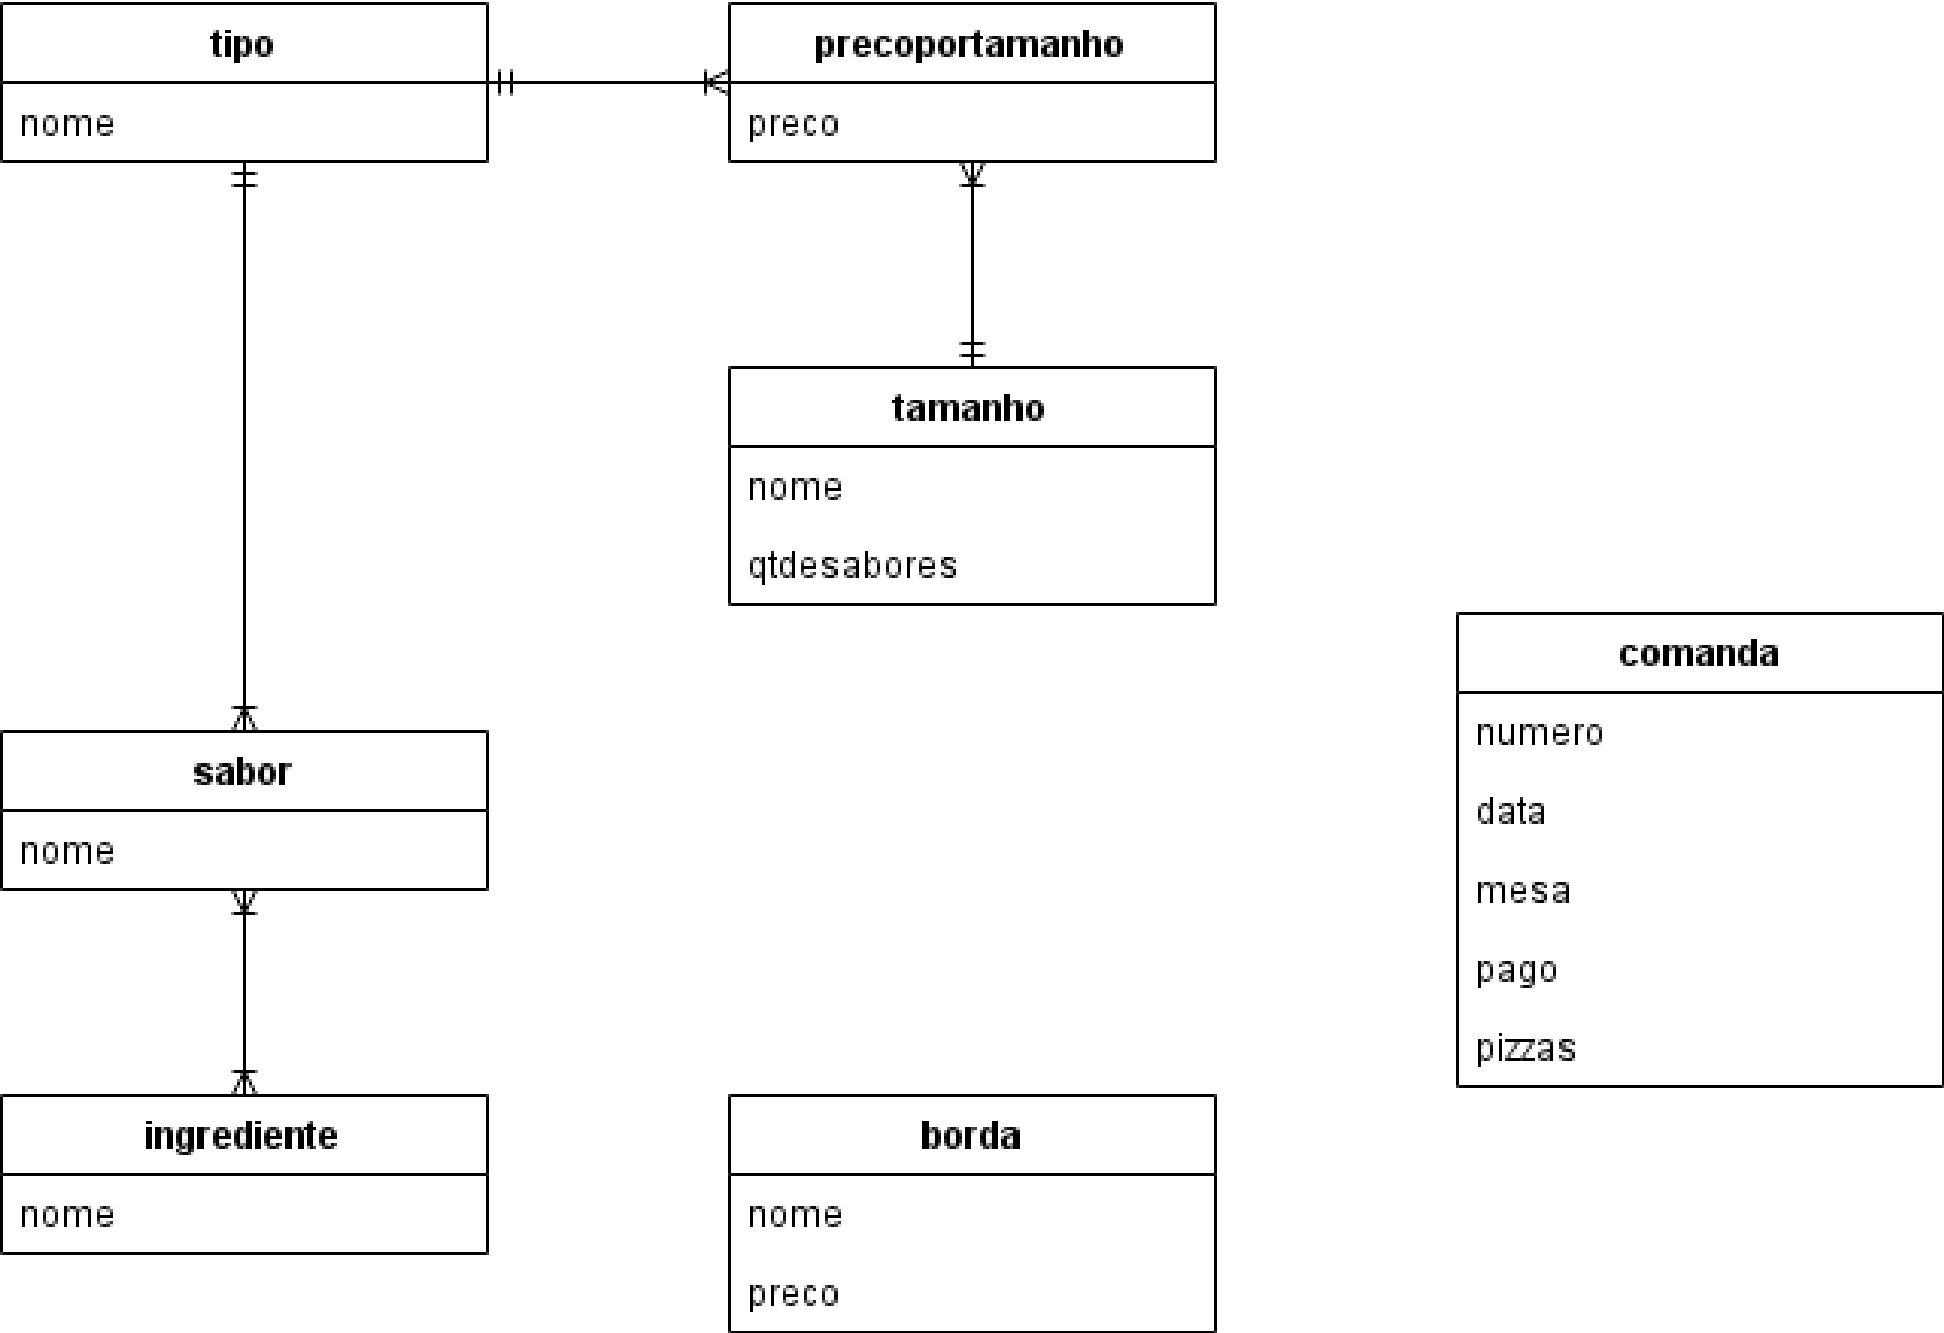 tipo
nome
precoportamanho
preco
tamanho
nome
qtdesabores
comanda
numero
data
mesa
pago
pizzas
sabor
nome
ingrediente
nome
borda
nome
preco